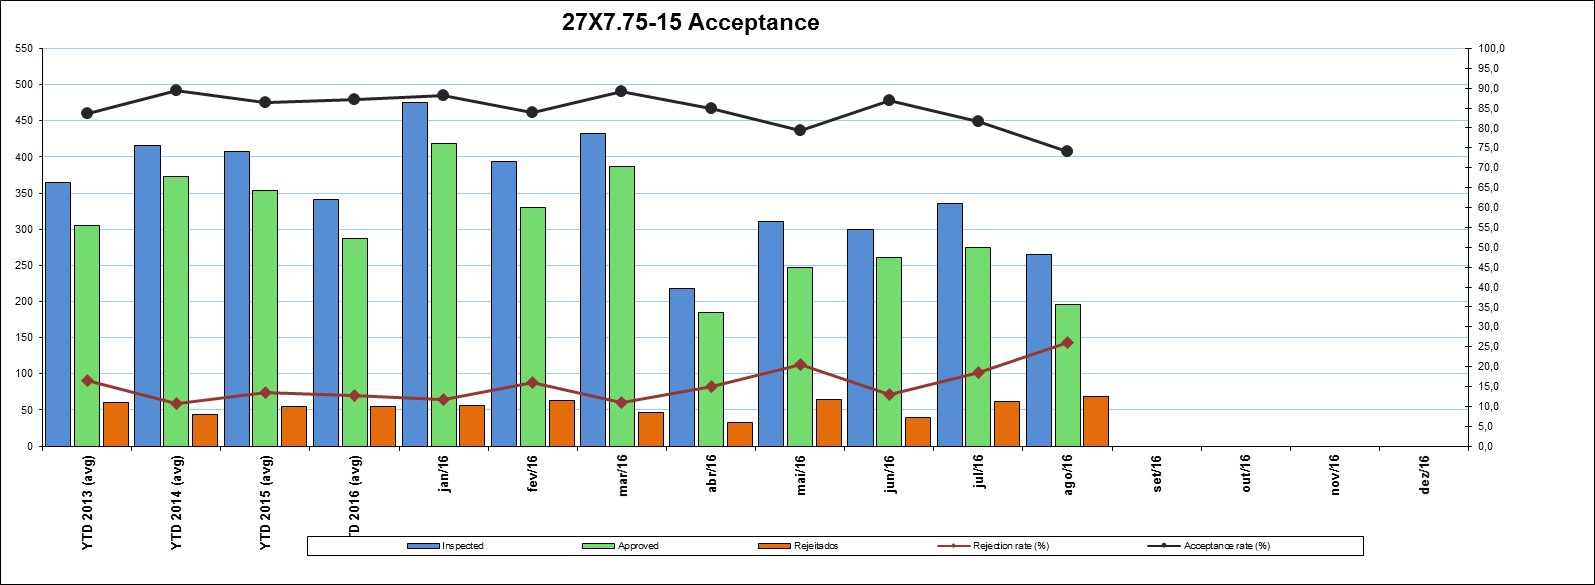 27X7.75-15 Acceptance
550
500
450
400
350
300
250
200
150
100
50
0
100,0
95,0
90,0
85,0
80,0
75,0
70,0
65,0
60,0
55,0
50,0
45,0
40,0
35,0
30,0
25,0
20,0
15,0
10,0
5,0
0,0
YTD 2013 (avg)
YTD 2014 (avg)
YTD 2015 (avg)
TD 2016 (avg)
jan/16
fev/16
mar/16
abr/16
mai/16
jun/16
jul/16
ago/16
set/16
out/16
nov/16
dez/16
Inspected Approved Rejeitados Rejection rate (%) Acceptance rate (%)